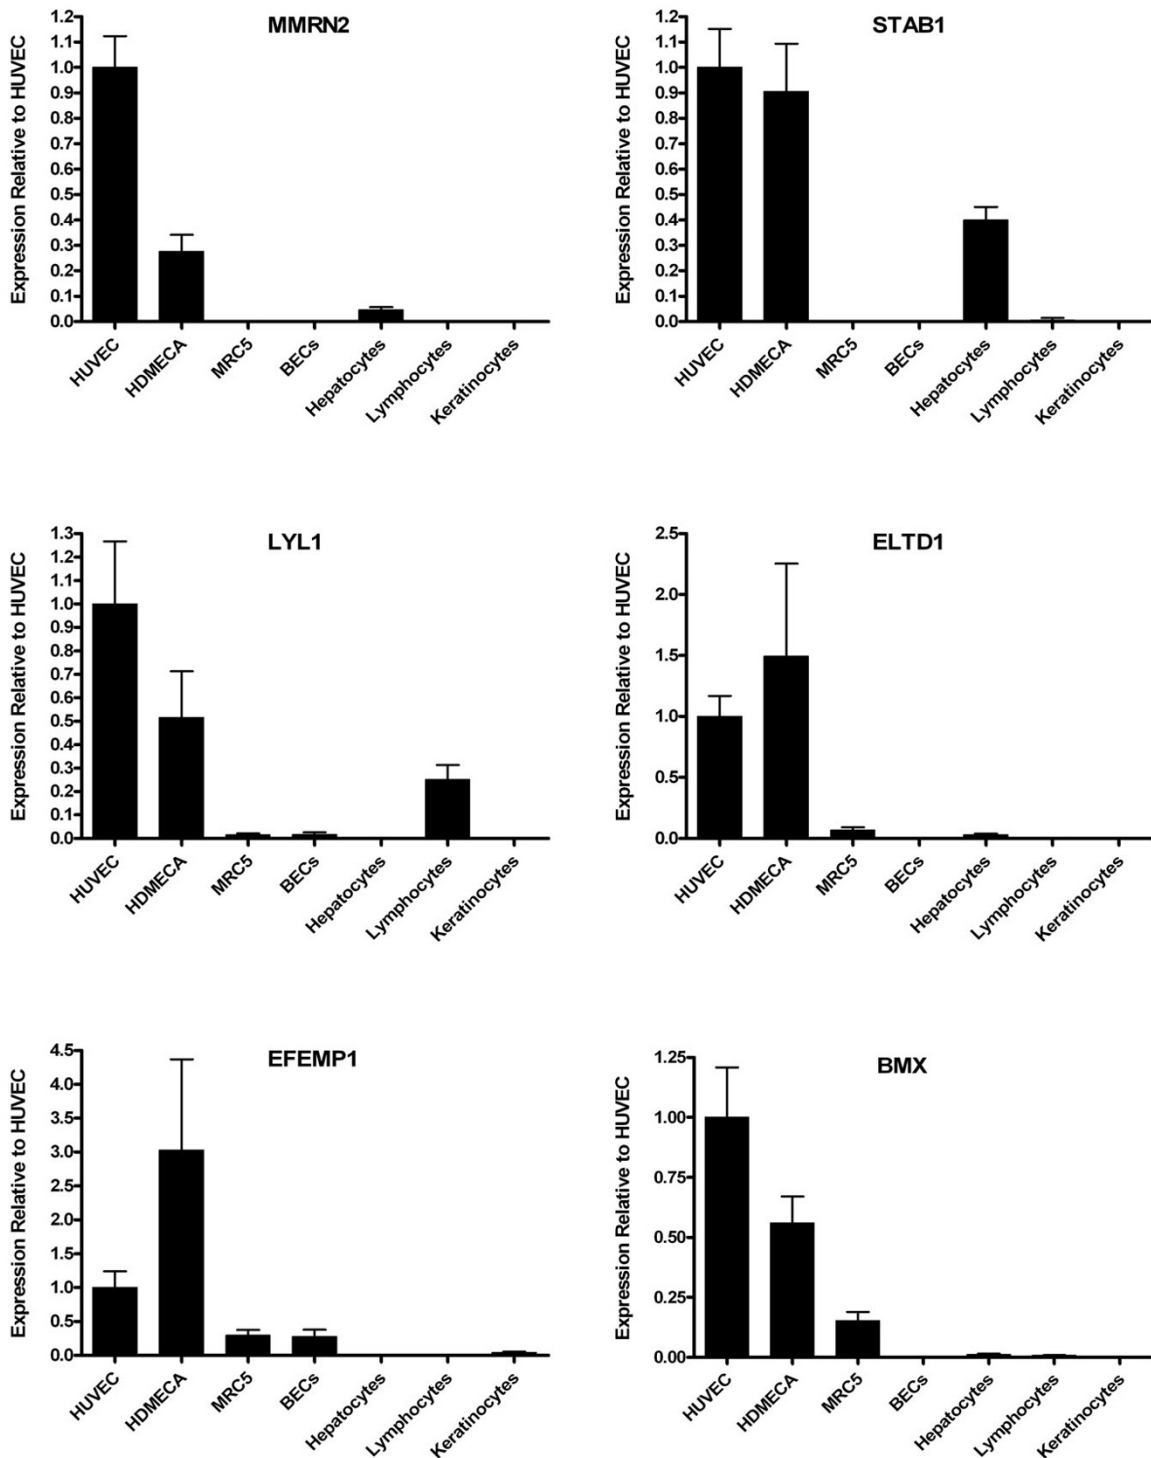 MMRN2
Expression Relative to HUVEC
1.2
1.1
1.0
0.9
0.8
0.7
0.6
0.5
0.4
0.3
0.2
0.1
0.0
HUVEC
HDMECA
MRC5
BECs
Hepatocytes
Lymphocytes
Keratinocytes
STAB1
Expression Relative to HUVEC
1.2
1.1
1.0
0.9
0.8
0.7
0.6
0.5
0.4
0.3
0.2
0.1
0.0
HUVEC
HDMECA
MRC5
BECs
Hepatocytes
Lymphocytes
Keratinocytes
LYL1
Expression Relative to HUVEC
1.3
1.2
1.1
1.0
0.9
0.8
0.7
0.6
0.5
0.4
0.3
0.2
0.1
0.0
HUVEC
HDMECA
MRC5
BECs
Hepatocytes
Lymphocytes
Keratinocytes
ELTD1
Expression Relative to HUVEC
2.5
2.0
1.5
1.0
0.5
0.0
HUVEC
HDMECA
MRC5
BECs
Hepatocytes
Lymphocytes
Keratinocytes
EFEMP1
Expression Relative to HUVEC
4.5
4.0
3.5
3.0
2.5
2.0
1.5
1.0
0.5
0.0
HUVEC
HDMECA
MRC5
BECs
Hepatocytes
Lymphocytes
Keratinocytes
BMX
Expression Relative to HUVEC
1.25
1.00
0.75
0.50
0.25
0.00
HUVEC
HDMECA
MRC5
BECs
Hepatocytes
Lymphocytes
Keratinocytes